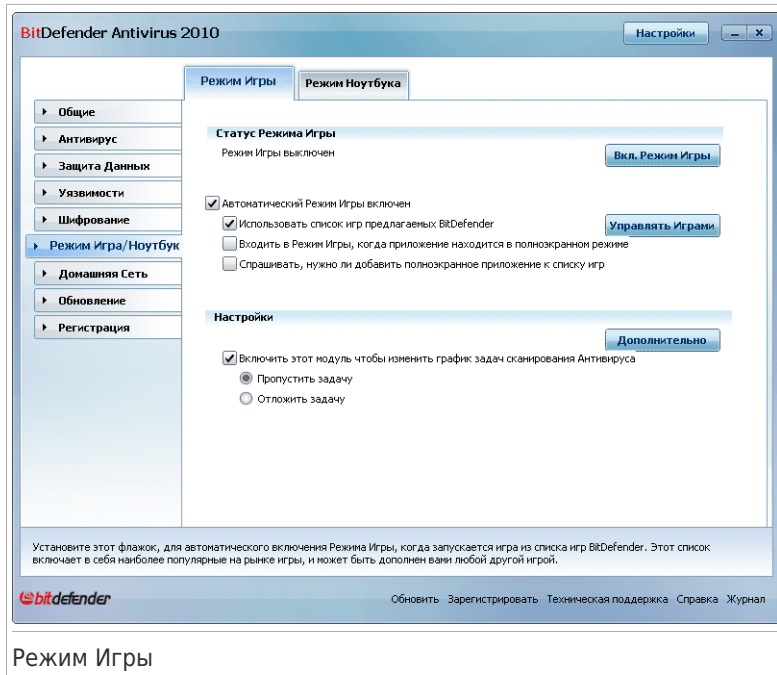 BitDefender Antivirus 2010
Настройки
Режим Игры
Режим Ноутбука
Общие
Антивирус
Защита Данных
Уязвимости
Шифрование
Режим Игра/Ноутбук
Домашняя Сеть
Обновление
Регистрация
Статус Режима Игры
Режим Игры выключен
Вкл. Режим Игры
Автоматический Режим Игры включен
Использовать список игр предлагаемых BitDefender
Управлять Играми
Входить в Режим Игры, когда приложение находится в полноэкранном режиме
Спрашивать, нужно ли добавить полноэкранное приложение к списку игр
Настройки
Дополнительно
Включить этот модуль чтобы изменить график задач сканирования Антивируса
Пропустить задачу
Отложить задачу
Установите этот флажок, для автоматического включения Режима Игры, когда запускается игра из списка игр BitDefender. Этот список
включает в себя наиболее популярные на рынке игры, и может быть дополнен вами любой другой игрой.
bitdefender
Обновить Зарегистрировать Техническая поддержка Справка Журнал
Режим Игры